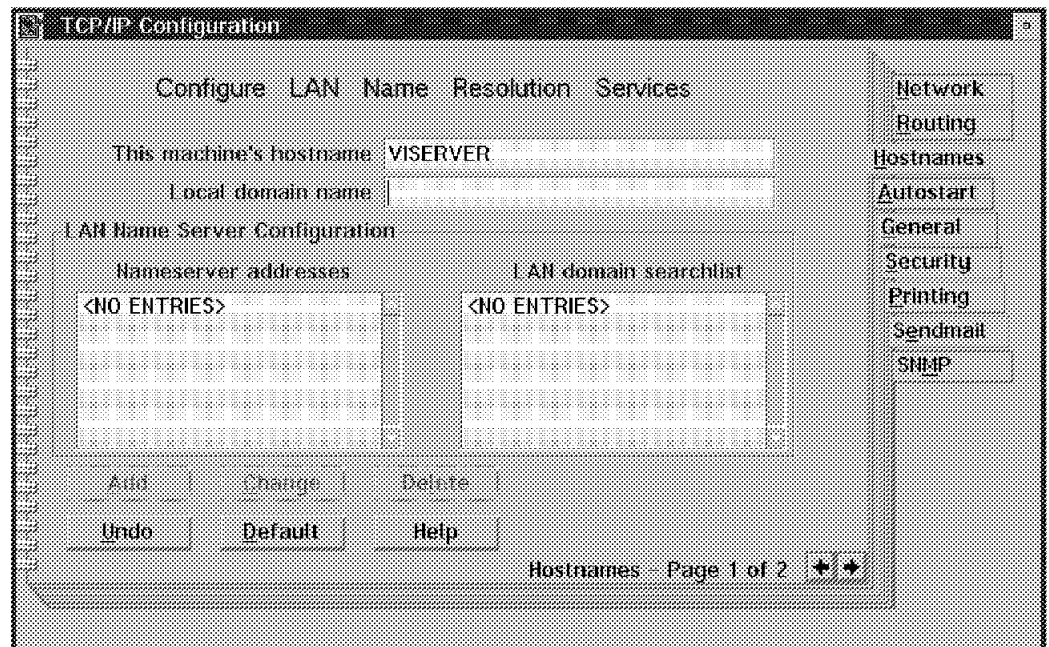 TCP/IP Configuration
Configure LAN Name Resolution Services
This machine's hostname VISERVER
Local domain name
LAN Name Server Configuration
Nameserver addresses LAN domain searchlist
<NO ENTRIES> <NO ENTRIES>
Add Change Delete
Undo Default Help
Hostnames - Page 1 of 2
Network
Routing
Hostnames
Autostart
General
Security
Printing
Sendmail
SNMP